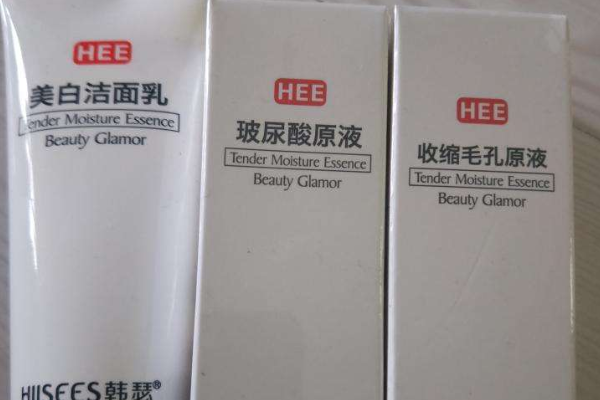 HEE
美白洁面乳
Tender Moisture Essence
Beauty Glamor
HIISEES韩瑟®
HEE
玻尿酸原液
Tender Moisture Essence
Beauty Glamor
HEE
收缩毛孔原液
Tender Moisture Essence
Beauty Glamor